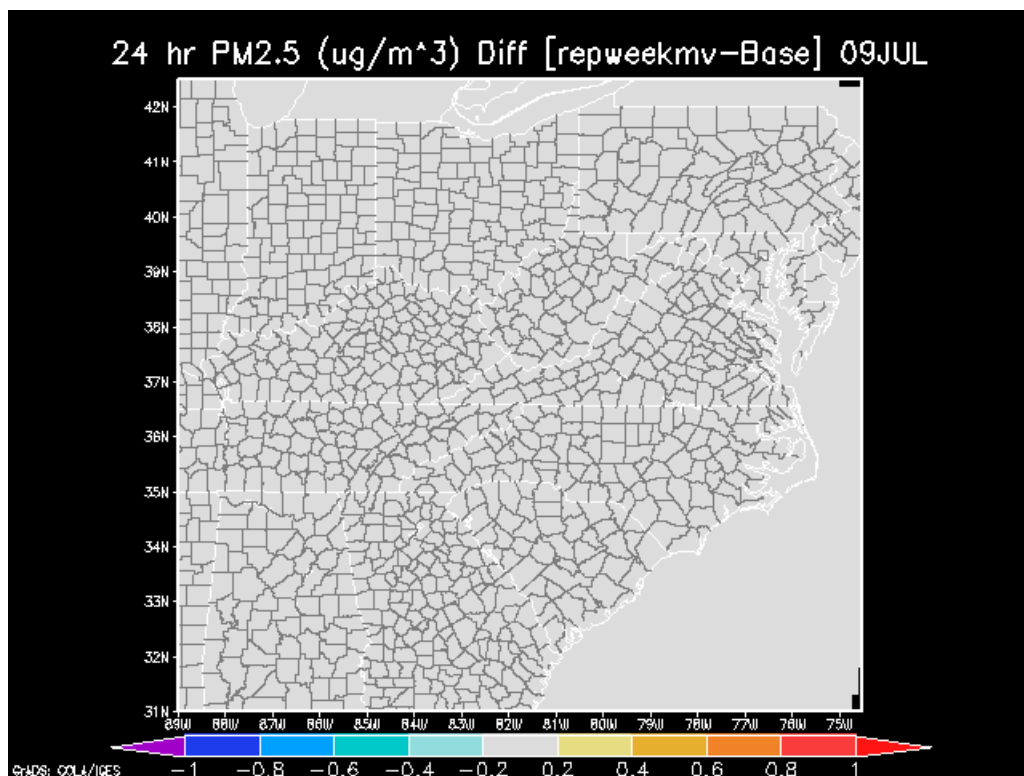 24 hr PM2.5 (ug/m^3) Diff [repweekmv-Base] 09JUL
42N
41N
40N
39N
38N
37N
36N
35N
34N
33N
32N
31N
89W 88W 87W 86W 85W 84W 83W 82W 81W 80W 79W 78W 77W 76W 75W
-1 -0.8 -0.6 -0.4 -0.2 0.2 0.4 0.6 0.8 1
GrADS: COLA/IGES